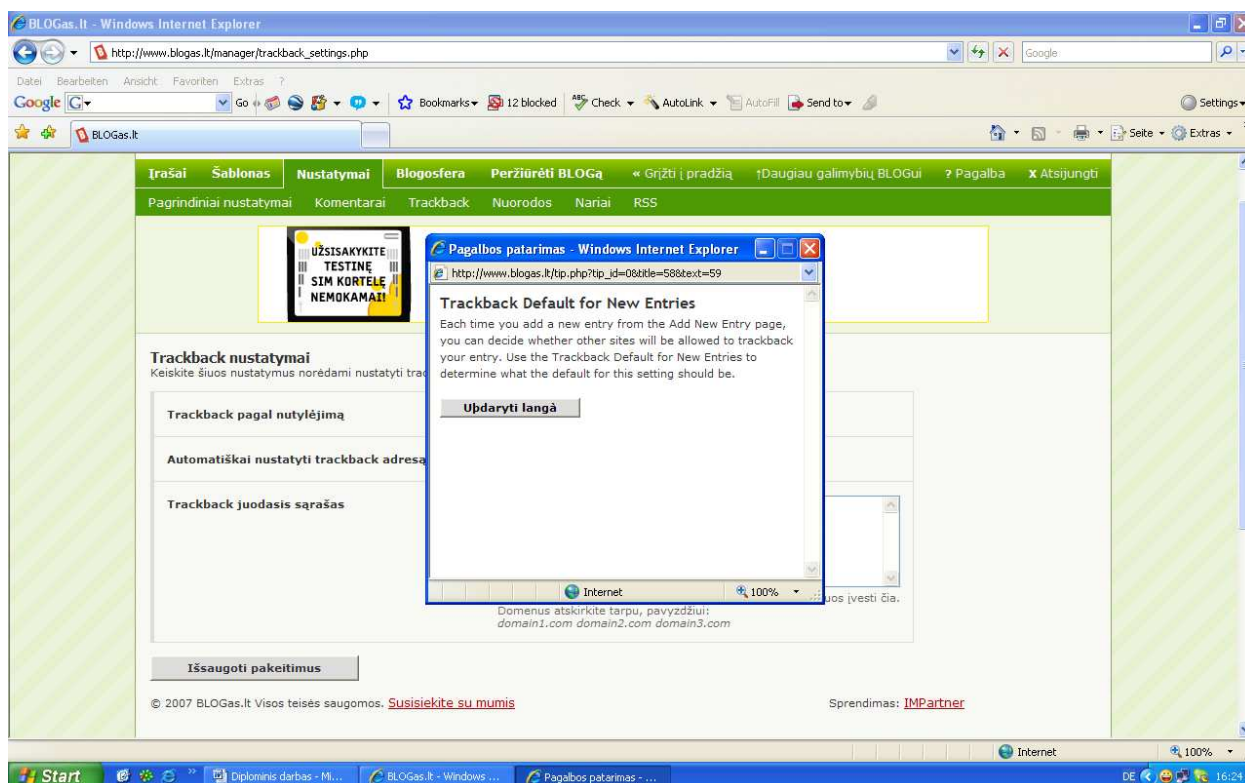 BLOGas.lt - Windows Internet Explorer
http://www.blogas.lt/manager/trackback_settings.php
Google
Datei Bearbeiten Ansicht Favoriten Extras ?
Google G Go Bookmarks 12 blocked Check AutoLink AutoFill Send to Settings
BLOGas.lt Seite Extras
Įrašai Šablonas Nustatymai Blogosfera Peržiūrėti BLOGą « Grįžti į pradžią ↑Daugiau galimybių BLOGui ? Pagalba x Atsijungti
Pagrindiniai nustatymai Komentarai Trackback Nuorodos Nariai RSS
UŽSISAKYKITE
TESTINĘ
SIM KORTELĘ
NEMOKAMAI!
Pagalbos patarimas - Windows Internet Explorer
http://www.blogas.lt/tip.php?tip_id=0&title=58&text=59
Trackback Default for New Entries
Each time you add a new entry from the Add New Entry page,
you can decide whether other sites will be allowed to trackback
your entry. Use the Trackback Default for New Entries to
determine what the default for this setting should be.
Uþdaryti langà
Internet 100%
Trackback nustatymai
Keiskite šiuos nustatymus norėdami nustatyti
Trackback pagal nutylėjimą
Automatiškai nustatyti trackback adresą
Trackback juodasis sąrašas
įvesti čia.
Domenus atskirkite tarpu, pavyzdžiui:
domain1.com domain2.com domain3.com
Išsaugoti pakeitimus
© 2007 BLOGas.lt Visos teisės saugomos. Susisiekite su mumis Sprendimas: IMPartner
Internet 100%
Start Diplominis darbas - Mi... BLOGas.lt - Windows ... Pagalbos patarimas - ... DE 16:24